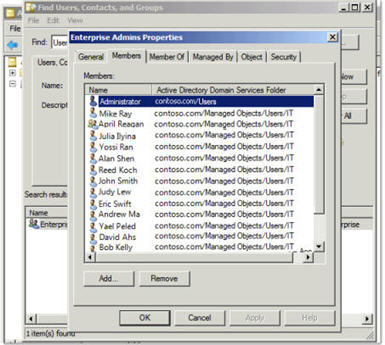 Find Users, Contacts, and Groups
File Edit View
Find: User
Enterprise Admins Properties
General Members Member Of Managed By Object Security
Members:
Name Active Directory Domain Services Folder
Administrator contoso.com/Users
Mike Ray contoso.com/Managed Objects/Users/IT
April Reagan contoso.com/Managed Objects/Users/IT
Julia Ilyina contoso.com/Managed Objects/Users/IT
Yossi Ran contoso.com/Managed Objects/Users/IT
Alan Shen contoso.com/Managed Objects/Users/IT
Reed Koch contoso.com/Managed Objects/Users/IT
John Smith contoso.com/Managed Objects/Users/IT
Judy Lew contoso.com/Managed Objects/Users/IT
Eric Swift contoso.com/Managed Objects/Users/IT
Andrew Ma contoso.com/Managed Objects/Users/IT
Yael Peled contoso.com/Managed Objects/Users/IT
David Ahs contoso.com/Managed Objects/Users/IT
Bob Kelly contoso.com/Managed Objects/Users/IT
Add... Remove
OK Cancel Apply Help
File
Users, Co
Name:
Descript
Now
All
Search results
Name
Enterpris
rprise
1 item(s) found